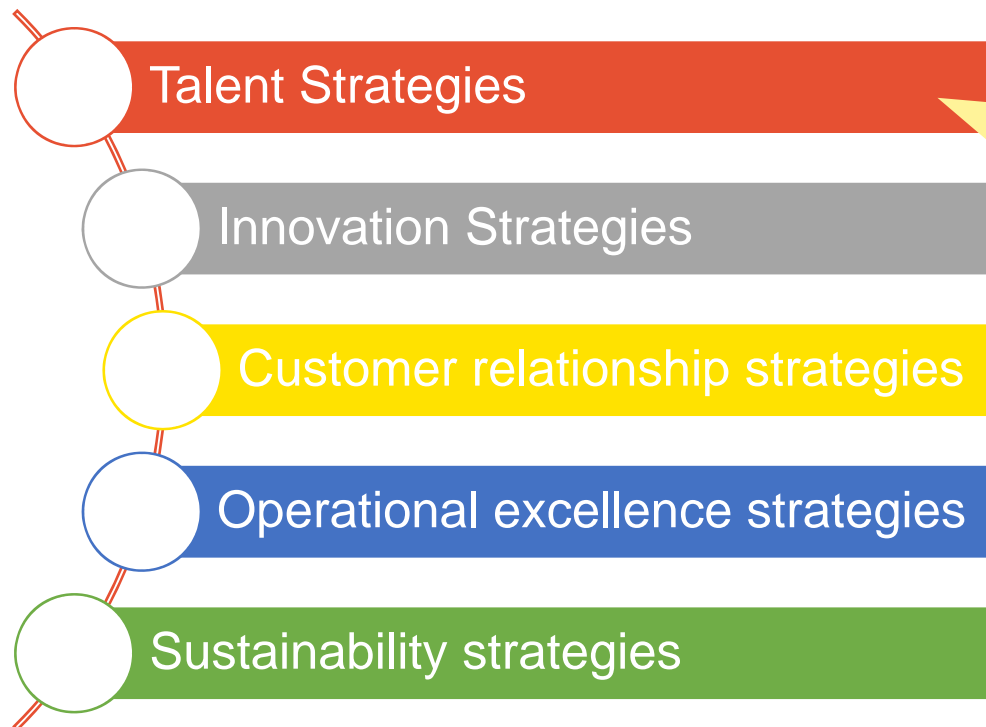 Talent Strategies
Innovation Strategies
Customer relationship strategies
Operational excellence strategies
Sustainability strategies